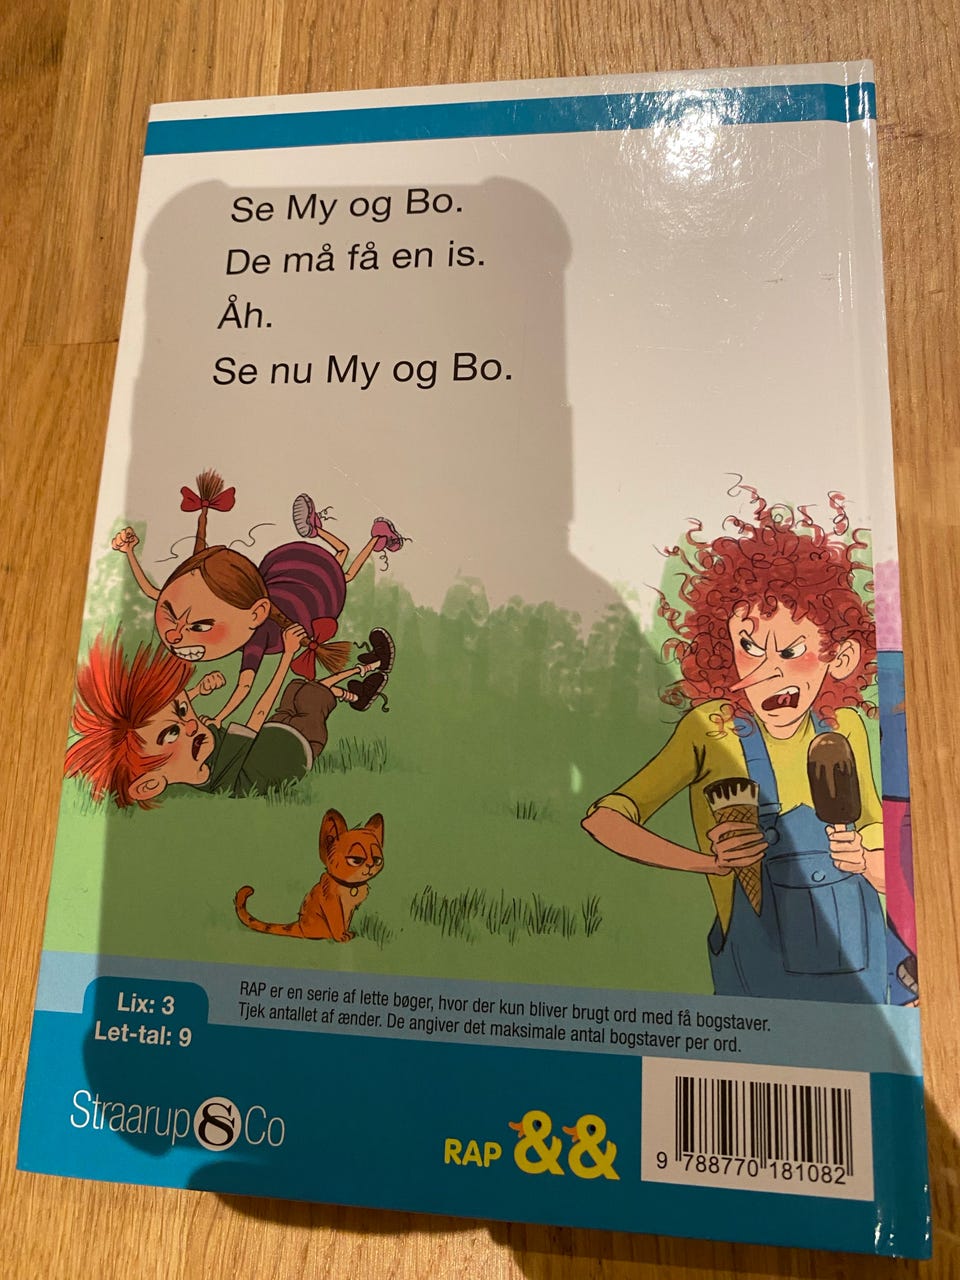 Se My og Bo.
De må få en is.
Åh.
Se nu My og Bo.
Lix: 3
Let-tal: 9
RAP er en serie af lette bøger, hvor der kun bliver brugt ord med få bogstaver.
Tjek antallet af ænder. De angiver det maksimale antal bogstaver per ord.
Straarup & Co
RAP &&
9 788770 181082